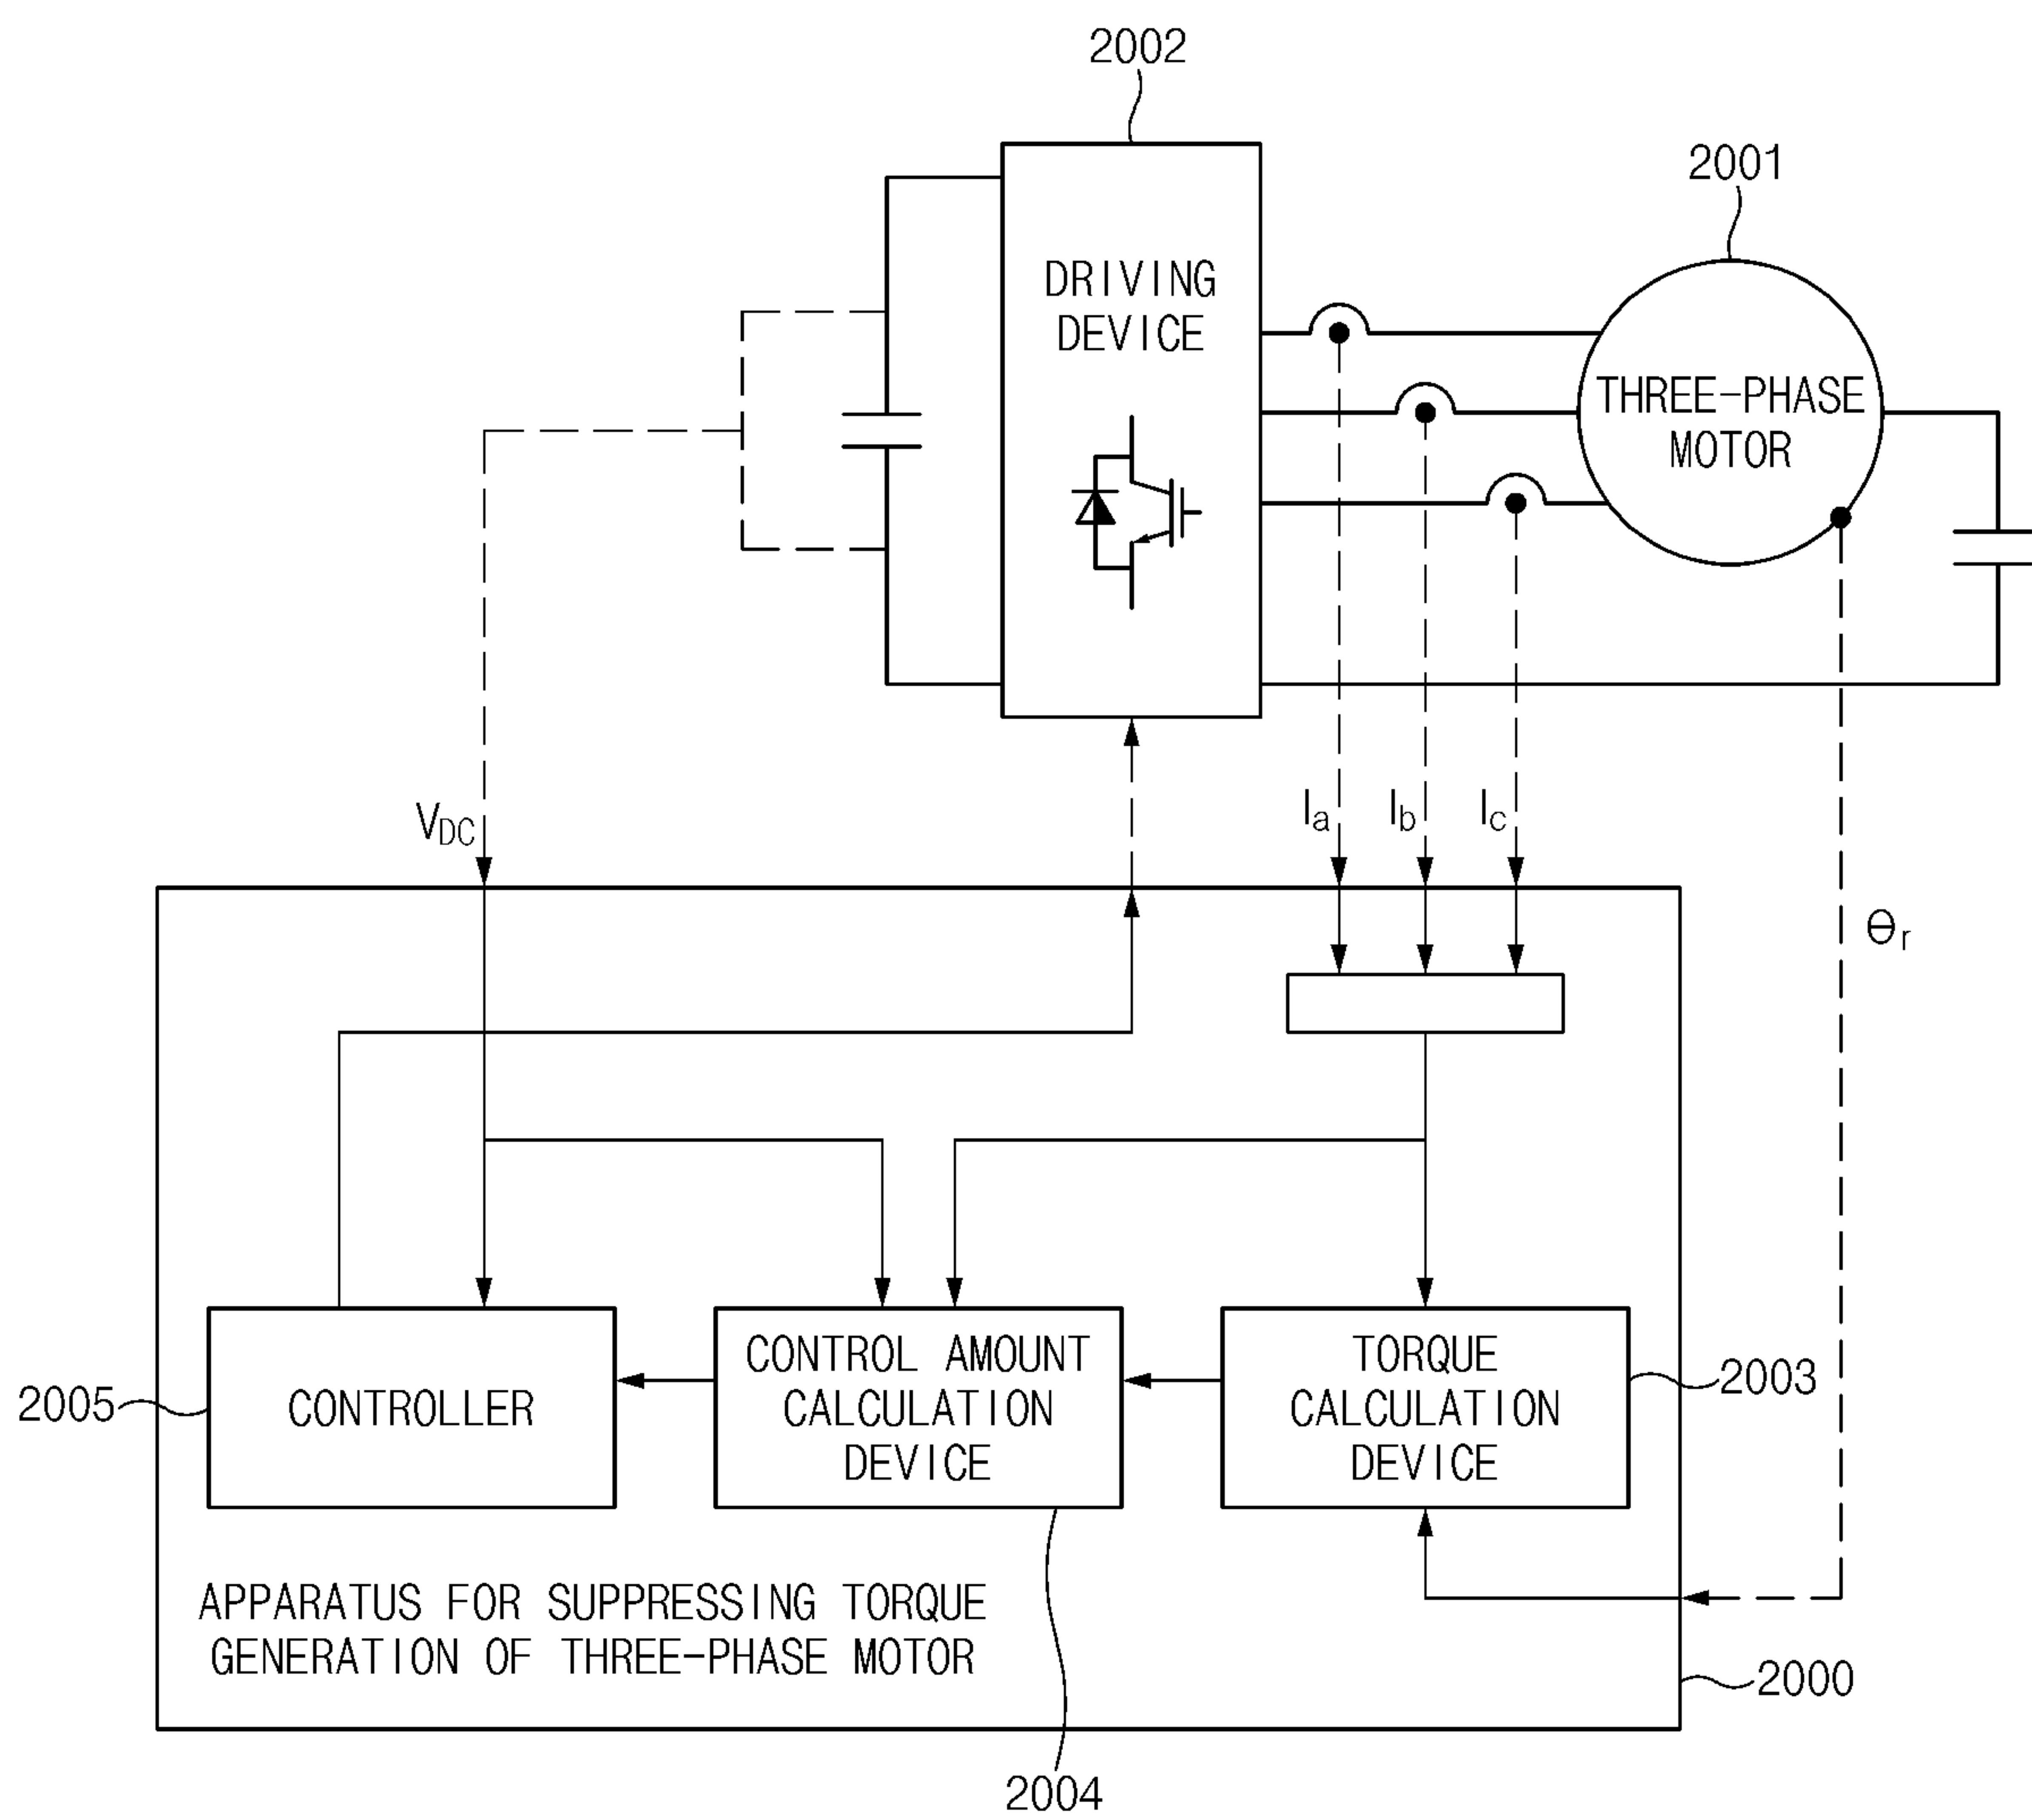 2002
2001
DRIVING
DEVICE
THREE-PHASE
MOTOR
VDC
Ia
Ib
Ic
Θr
2005
CONTROLLER
CONTROL AMOUNT
CALCULATION
DEVICE
TORQUE
CALCULATION
DEVICE
2003
APPARATUS FOR SUPPRESSING TORQUE
GENERATION OF THREE-PHASE MOTOR
2000
2004